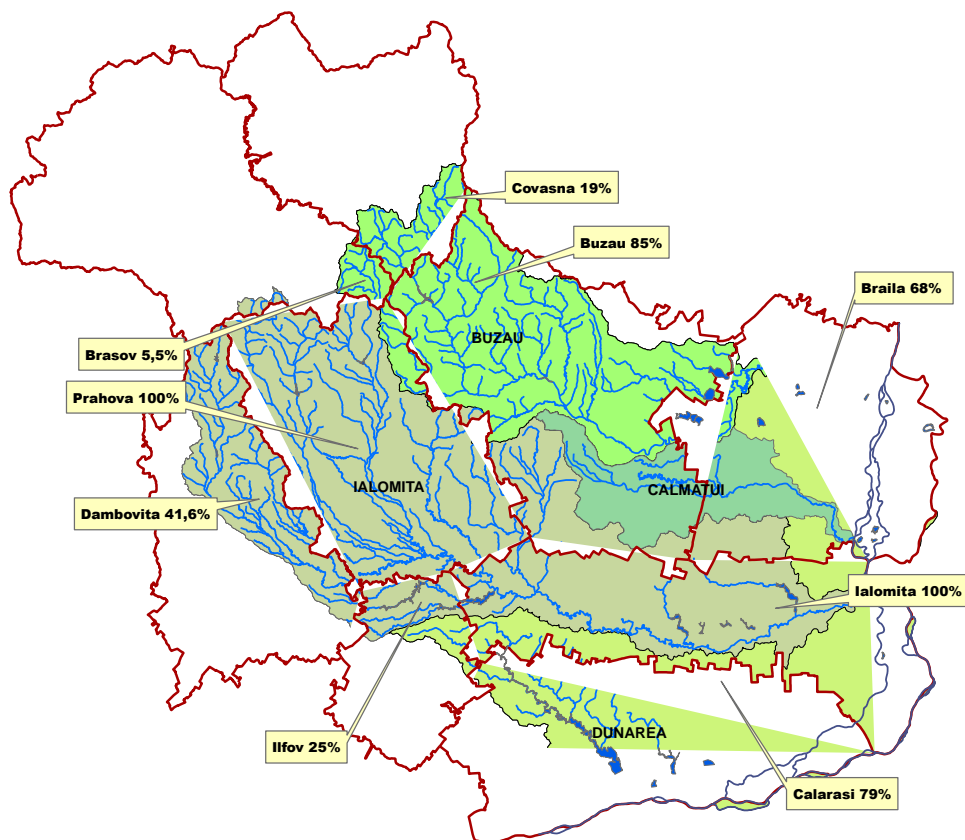 Covasna 19%
Buzau 85%
Braila 68%
BUZAU
Brasov 5,5%
Prahova 100%
IALOMITA
CALMATUI
Dambovita 41,6%
Ialomita 100%
DUNAREA
Ilfov 25%
Calarasi 79%